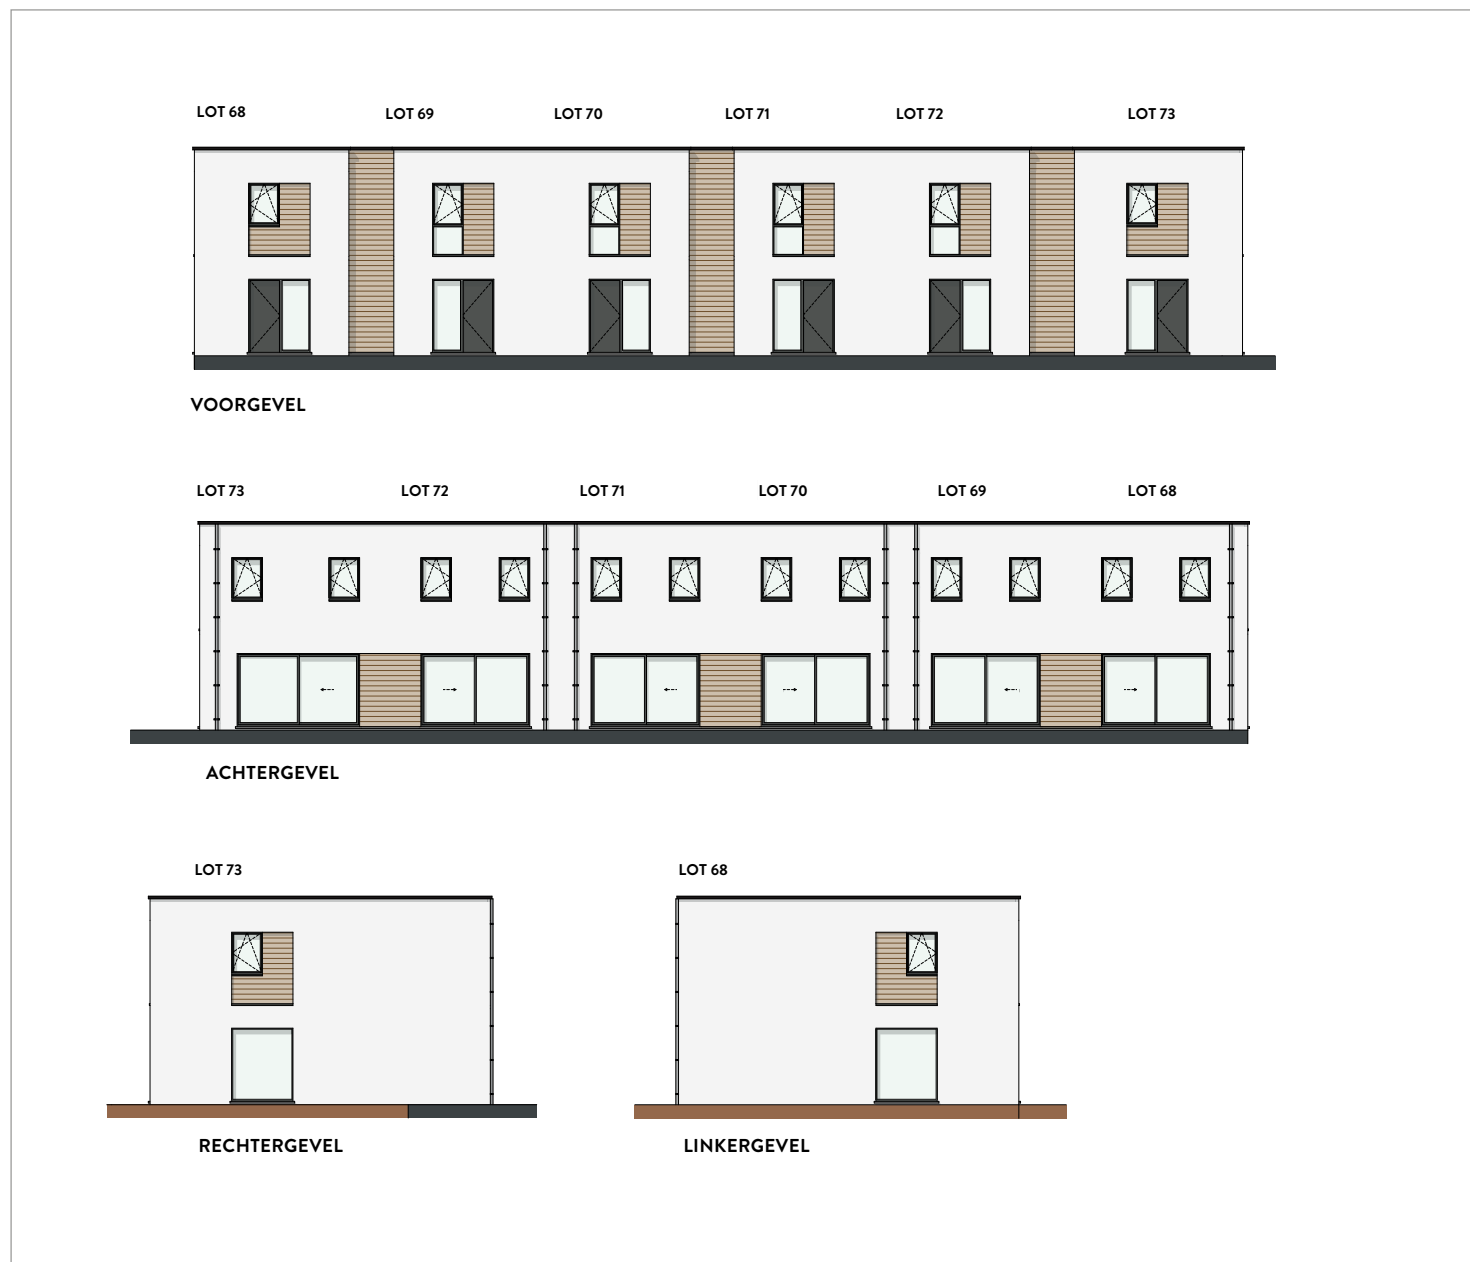 LOT 68 LOT 69 LOT 70 LOT 71 LOT 72 LOT 73
VOORGEVEL
LOT 73 LOT 72 LOT 71 LOT 70 LOT 69 LOT 68
ACHTERGEVEL
LOT 73 LOT 68
RECHTERGEVEL LINKERGEVEL